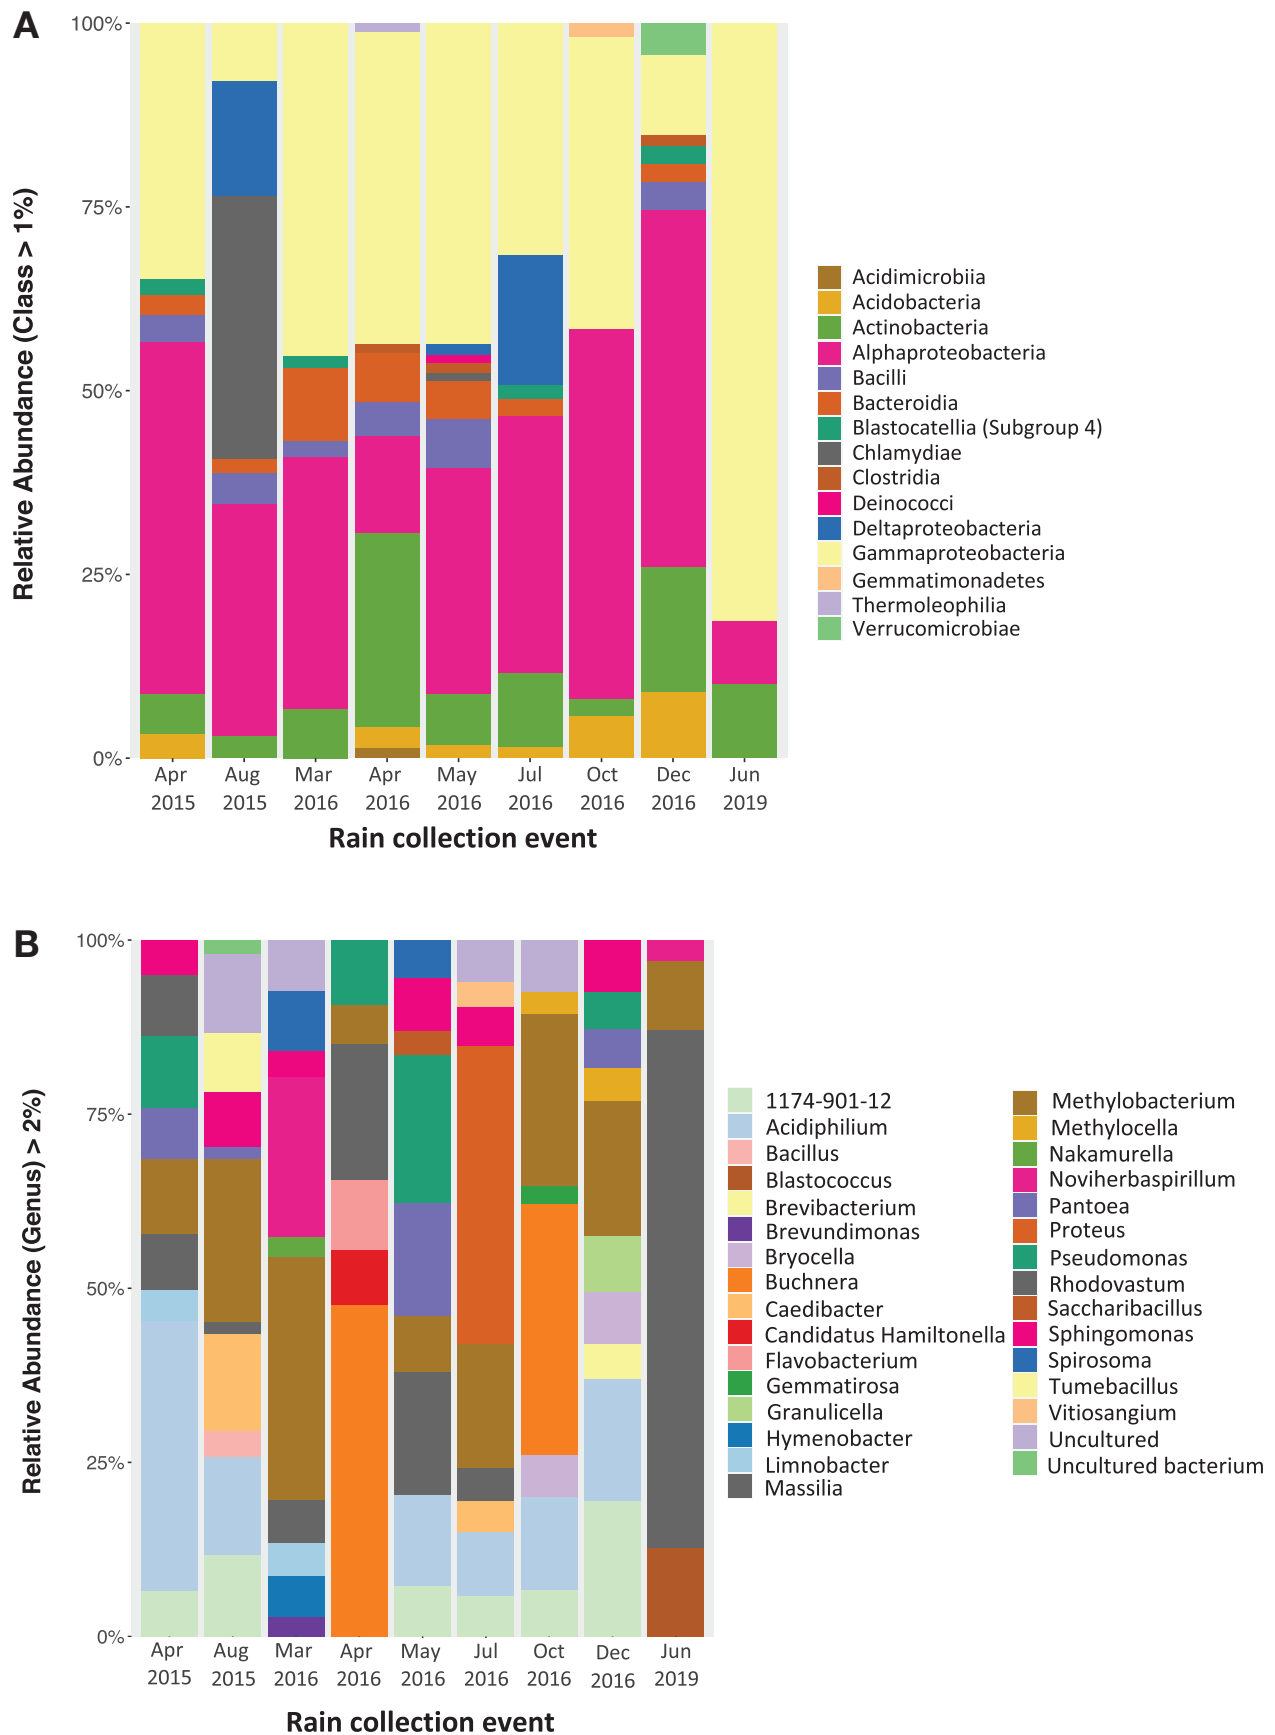 A
Relative Abundance (Class > 1%)
100%
75%
50%
25%
0%
Apr Aug Mar Apr May Jul Oct Dec Jun
2015 2015 2016 2016 2016 2016 2016 2016 2019
Rain collection event
Acidimicrobiia
Acidobacteria
Actinobacteria
Alphaproteobacteria
Bacilli
Bacteroidia
Blastocatellia (Subgroup 4)
Chlamydiae
Clostridia
Deinococci
Deltaproteobacteria
Gammaproteobacteria
Gemmatimonadetes
Thermoleophilia
Verrucomicrobiae
B
Relative Abundance (Genus) > 2%)
100%
75%
50%
25%
0%
Apr Aug Mar Apr May Jul Oct Dec Jun
2015 2015 2016 2016 2016 2016 2016 2016 2019
Rain collection event
1174-901-12
Acidiphilium
Bacillus
Blastococcus
Brevibacterium
Brevundimonas
Bryocella
Buchnera
Caedibacter
Candidatus Hamiltonella
Flavobacterium
Gemmatirosa
Granulicella
Hymenobacter
Limnobacter
Massilia
Methylobacterium
Methylocella
Nakamurella
Noviherbaspirillum
Pantoea
Proteus
Pseudomonas
Rhodovastum
Saccharibacillus
Sphingomonas
Spirosoma
Tumebacillus
Vitiosangium
Uncultured
Uncultured bacterium